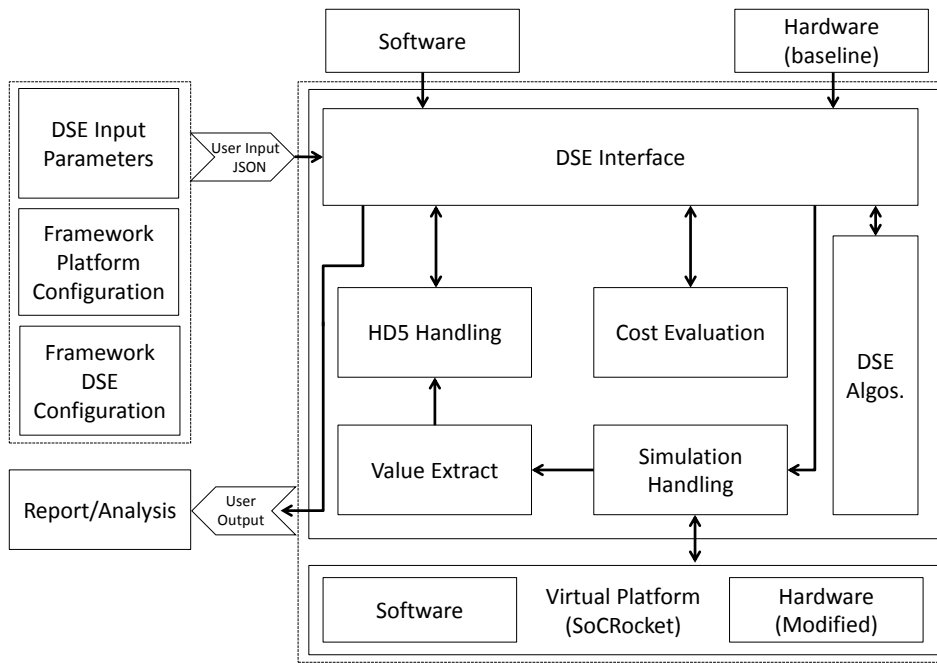 Software
Hardware
(baseline)
DSE Input
Parameters
User Input
JSON
DSE Interface
Framework
Platform
Configuration
HD5 Handling
Cost Evaluation
DSE
Algos.
Framework
DSE
Configuration
Value Extract
Simulation
Handling
Report/Analysis
User
Output
Software
Virtual Platform
(SoCRocket)
Hardware
(Modified)